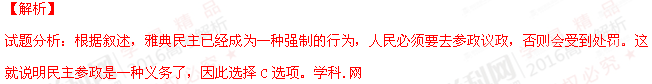 【解析】
试题分析：根据叙述，雅典民主已经成为一种强制的行为，人民必须要去参政议政，否则会受到处罚。这
就说明民主参政是一种义务了，因此选择 C 选项。学科.网